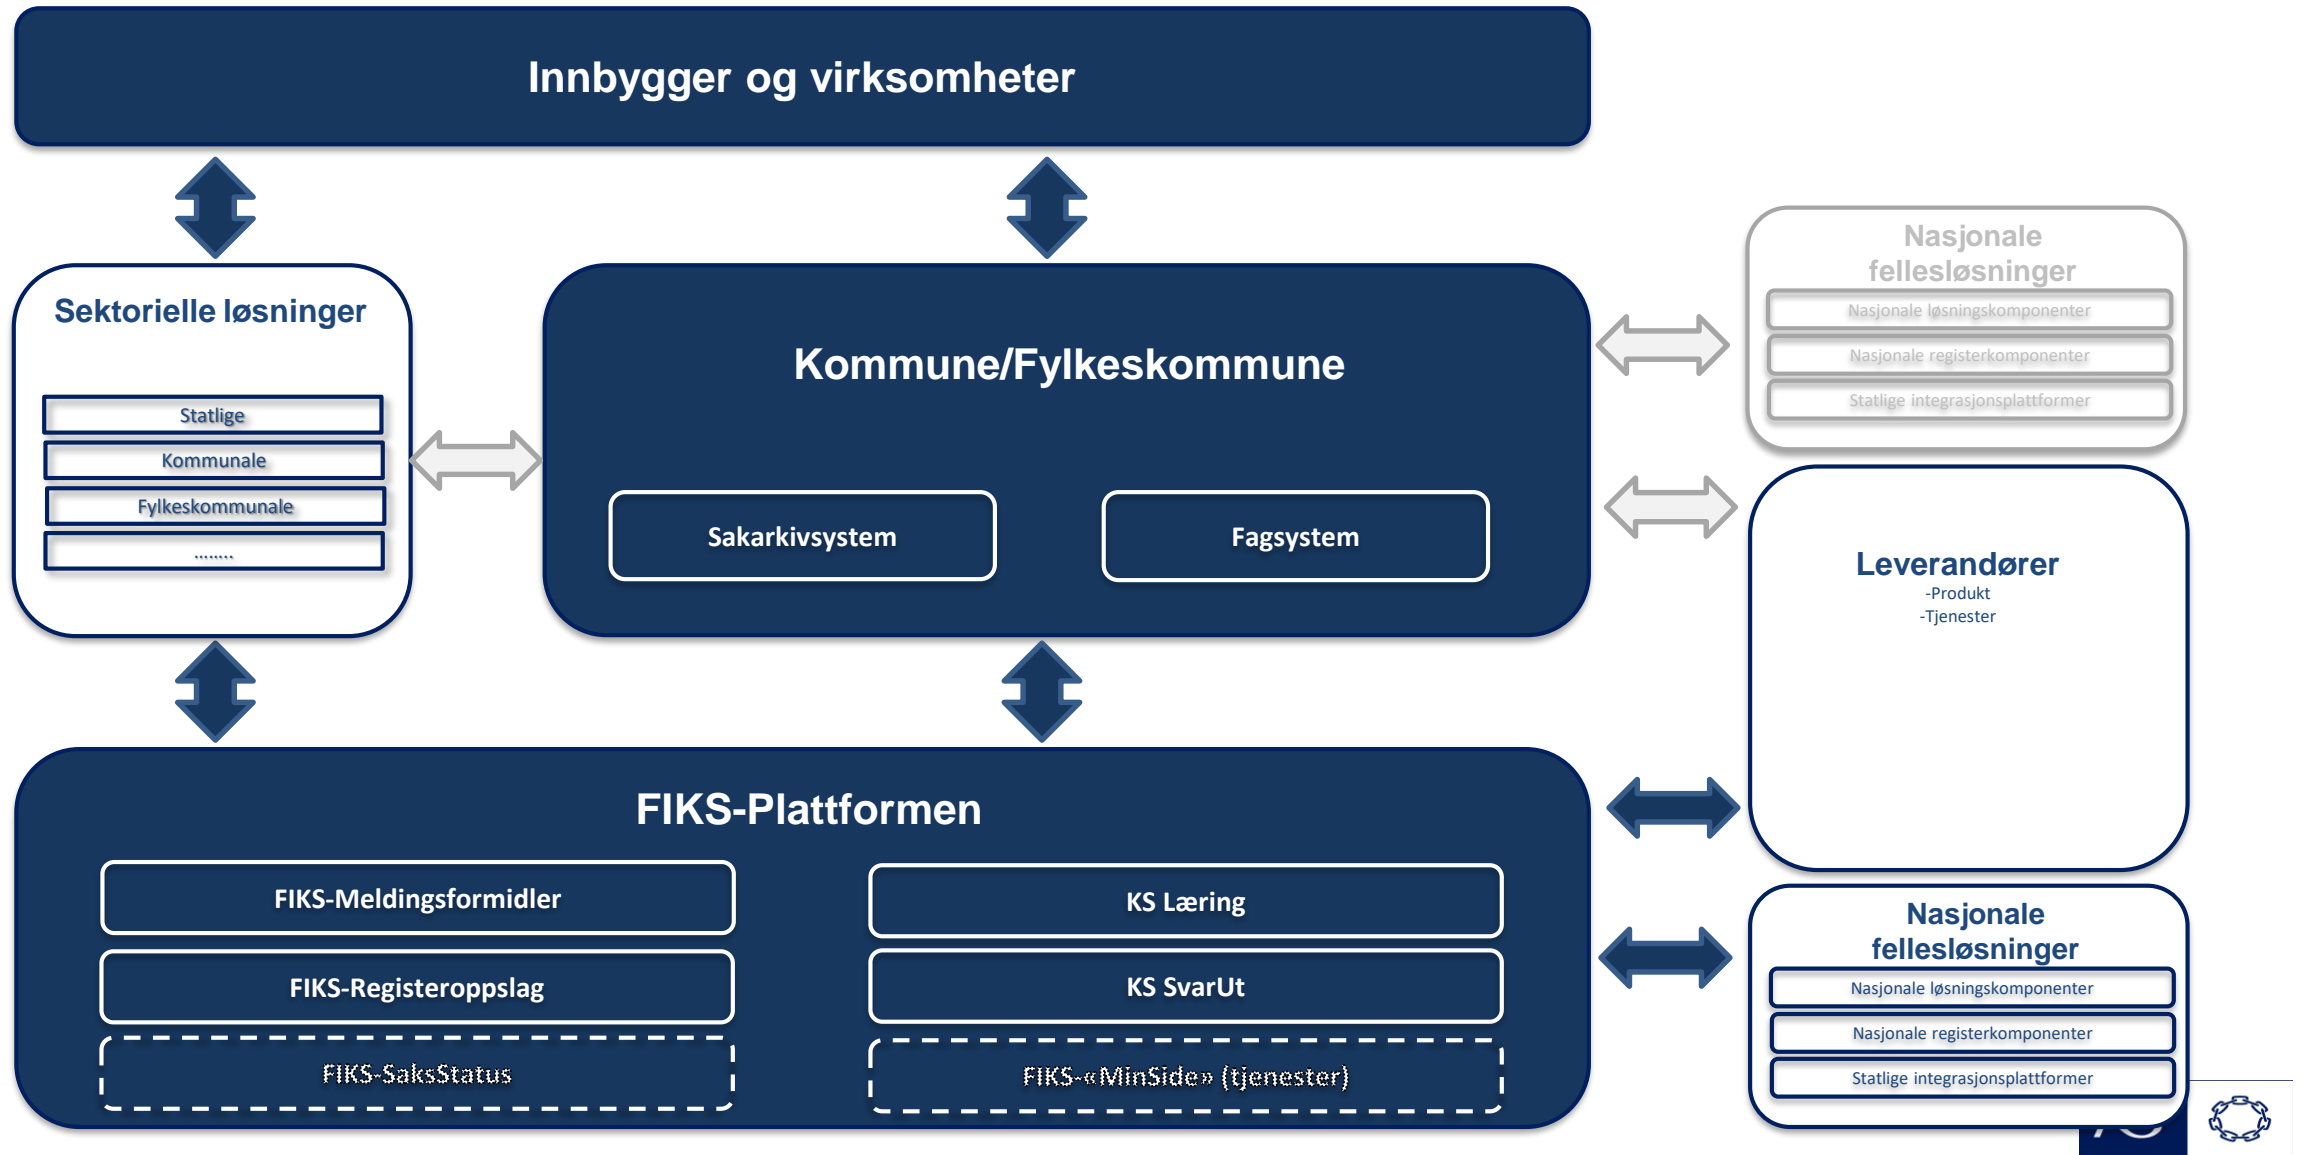 Innbygger og virksomheter
Sektorielle løsninger
Statlige
Kommunale
Fylkeskommunale
........
Kommune/Fylkeskommune
Sakarkivsystem
Fagsystem
Nasjonale
fellesløsninger
Nasjonale løsningskomponenter
Nasjonale registerkomponenter
Statlige integrasjonsplattformer
Leverandører
-Produkt
-Tjenester
FIKS-Plattformen
FIKS-Meldingsformidler
KS Læring
FIKS-Registeroppslag
KS SvarUt
FIKS-SaksStatus
FIKS-«MinSide» (tjenester)
Nasjonale
fellesløsninger
Nasjonale løsningskomponenter
Nasjonale registerkomponenter
Statlige integrasjonsplattformer